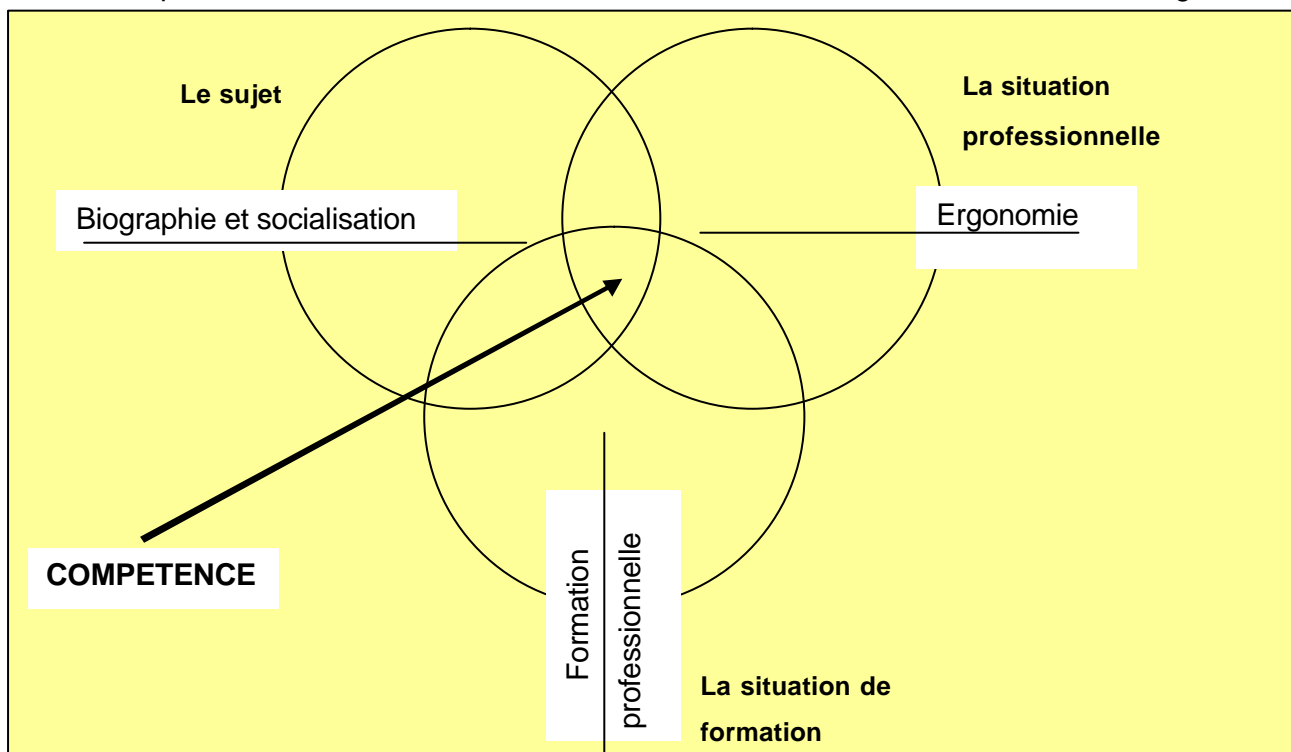 Le sujet
La situation
professionnelle
Biographie et socialisation
Ergonomie
COMPETENCE
Formation
professionnelle
La situation de
formation